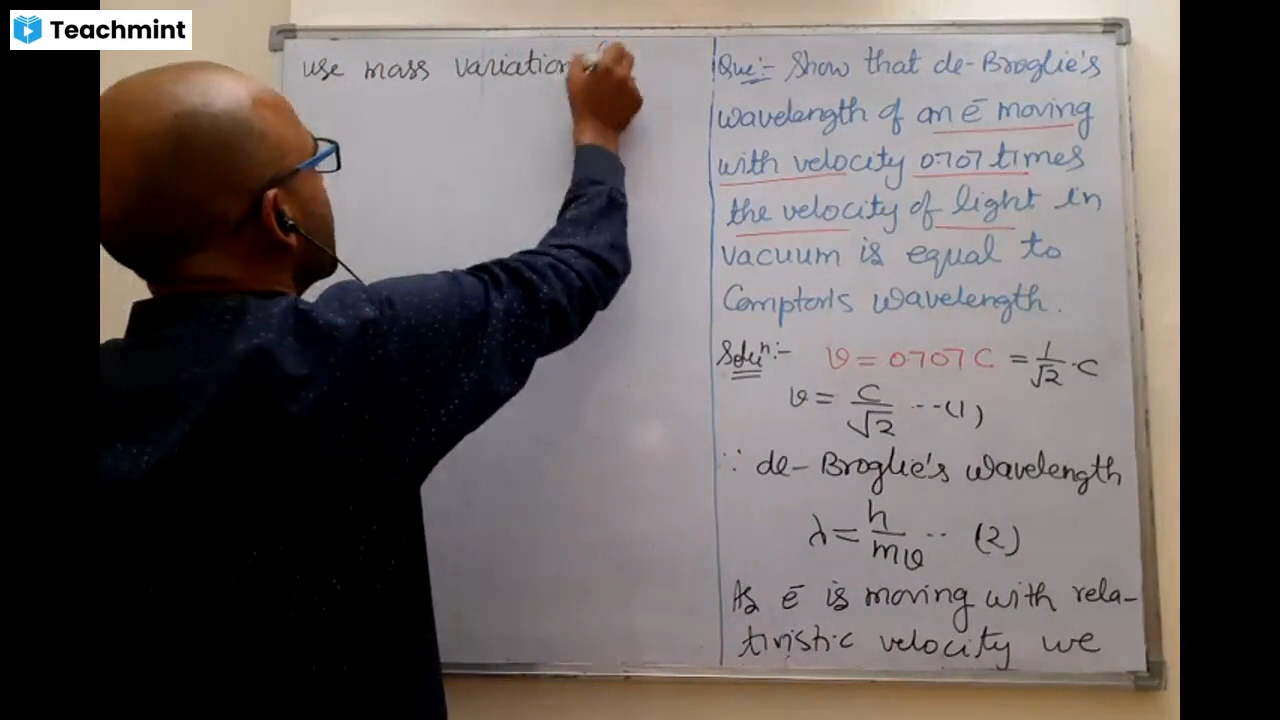 Teachmint
use mass variation
Que:- Show that de-Broglie's
wavelength of an e̅ moving
with velocity 0.707 times
the velocity of light in
vacuum is equal to
Compton's wavelength.
Soluⁿ:- v = 0.707 C = 1/√2 · C
v = C/√2 ---(1)
∵ de-Broglie's wavelength
λ = h/mv -- (2)
As e̅ is moving with rela-
tivistic velocity we